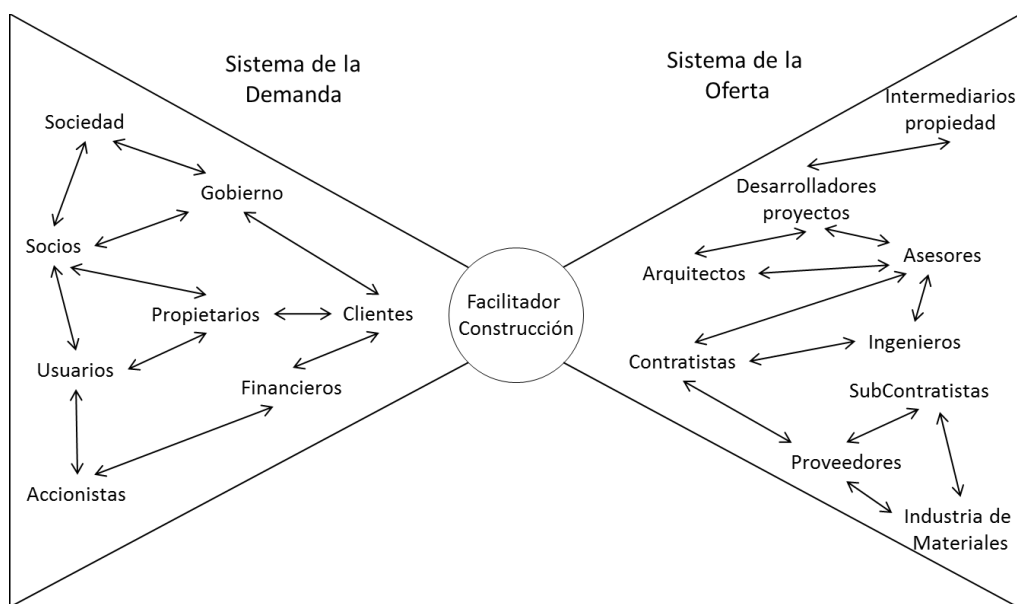 Sistema de la
Demanda
Sociedad
Gobierno
Socios
Propietarios
Clientes
Usuarios
Financieros
Accionistas
Facilitador
Construcción
Sistema de la
Oferta
Intermediarios
propiedad
Desarrolladores
proyectos
Arquitectos
Asesores
Contratistas
Ingenieros
SubContratistas
Proveedores
Industria de
Materiales